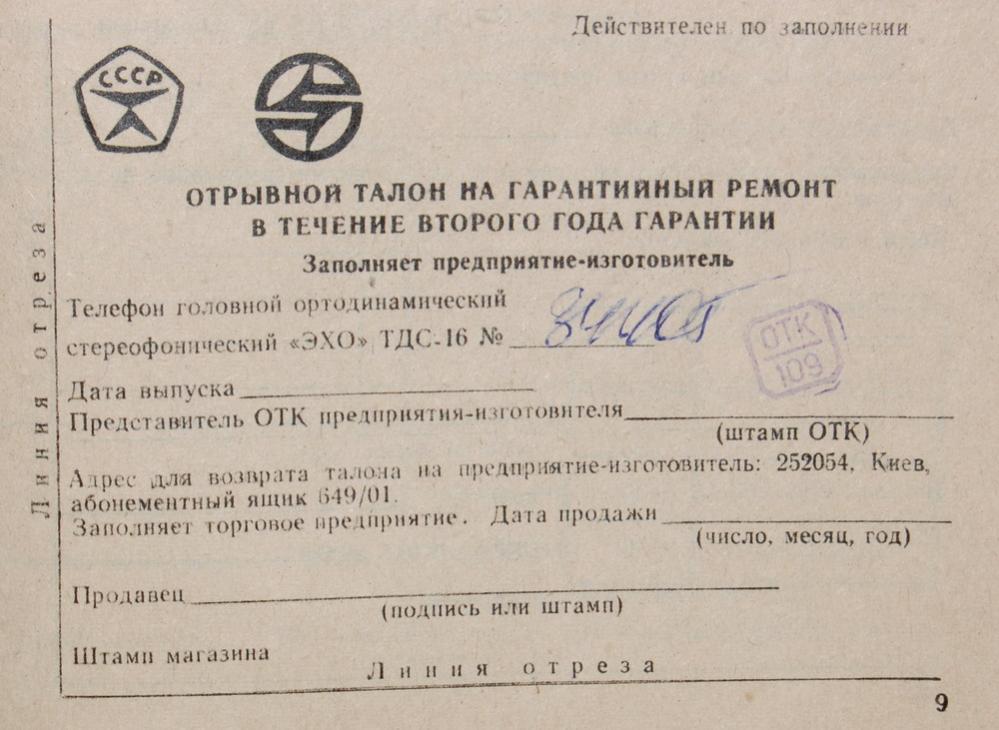 Действителен по заполнении
СССР
ОТРЫВНОЙ ТАЛОН НА ГАРАНТИЙНЫЙ РЕМОНТ
В ТЕЧЕНИЕ ВТОРОГО ГОДА ГАРАНТИИ
Заполняет предприятие-изготовитель
Телефон головной ортодинамический
стереофонический «ЭХО» ТДС-16 №
ОТК
109
Дата выпуска
Представитель ОТК предприятия-изготовителя
(штамп ОТК)
Адрес для возврата талона на предприятие-изготовитель: 252054, Киев,
абонементный ящик 649/01.
Заполняет торговое предприятие. Дата продажи
(число, месяц, год)
Продавец
(подпись или штамп)
Штамп магазина
Линия отреза
Линия отреза
9